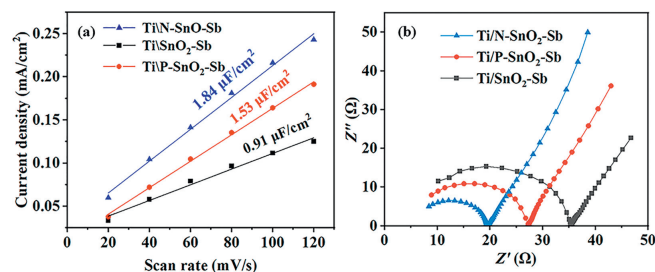 (a)
Ti\N-SnO-Sb
Ti\SnO₂-Sb
Ti\P-SnO₂-Sb
1.84 μF/cm²
1.53 μF/cm²
0.91 μF/cm²
Current density (mA/cm²)
0.25
0.20
0.15
0.10
0.05
20 40 60 80 100 120
Scan rate (mV/s)
(b)
Ti/N-SnO₂-Sb
Ti/P-SnO₂-Sb
Ti/SnO₂-Sb
Z″ (Ω)
50
40
30
20
10
0
0 10 20 30 40 50
Z′ (Ω)